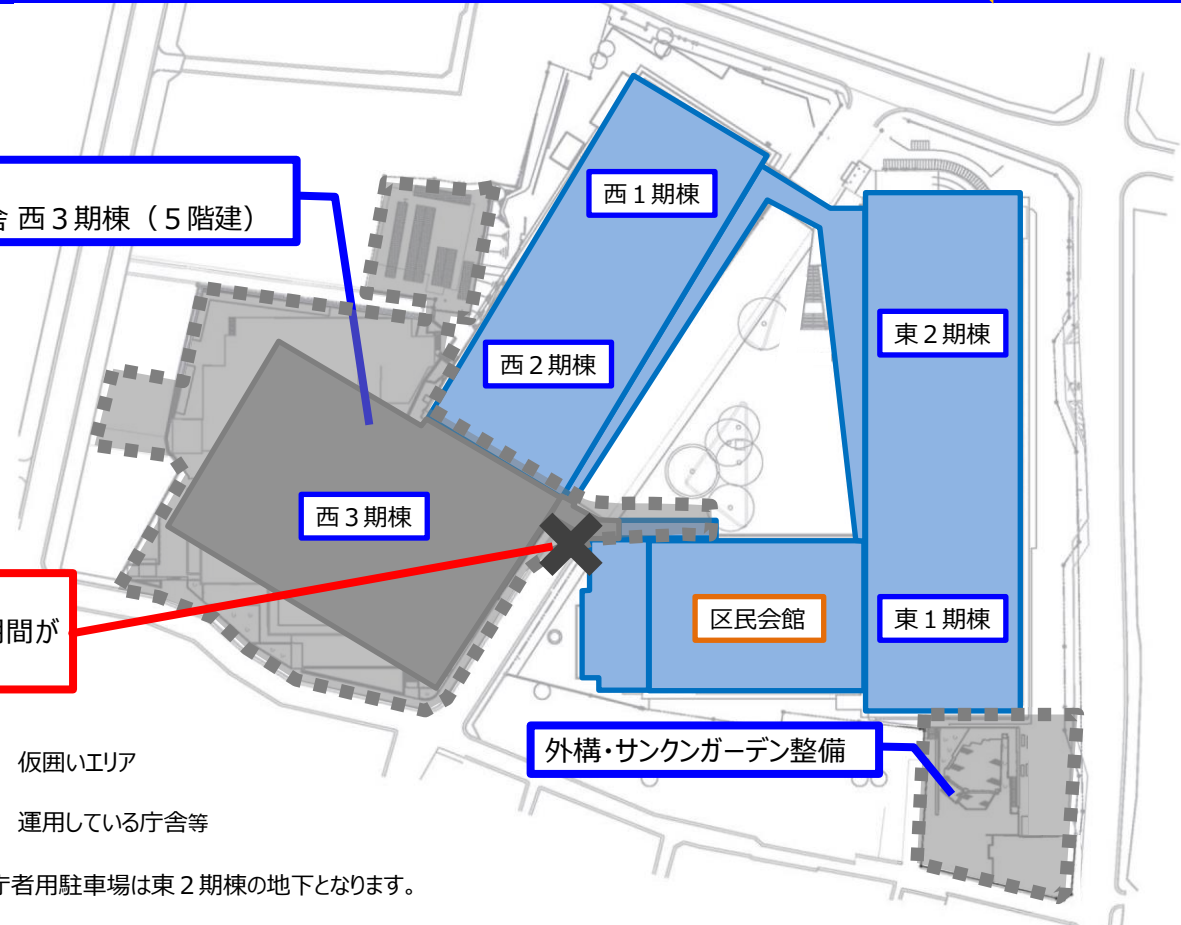 西１期棟
舎 西３期棟（５階建）
東２期棟
西２期棟
西３期棟
区民会館
東１期棟
期間が
外構・サンクンガーデン整備
仮囲いエリア
運用している庁舎等
庁者用駐車場は東２期棟の地下となります。